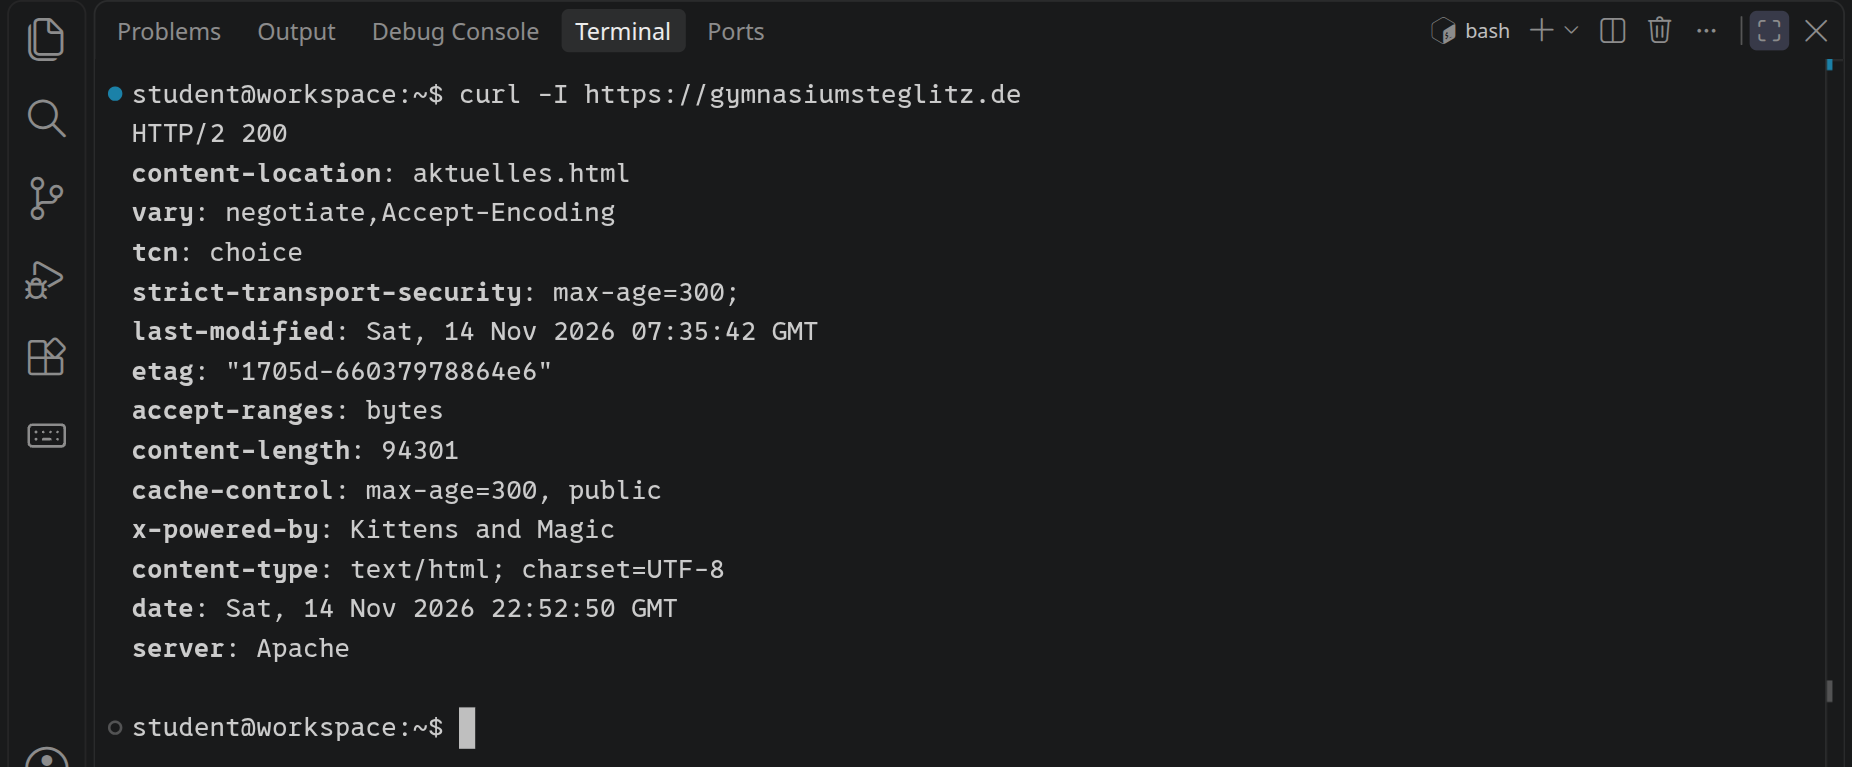 Problems Output Debug Console Terminal Ports bash
student@workspace:~$ curl -I https://gymnasiumsteglitz.de
HTTP/2 200
content-location: aktuelles.html
vary: negotiate,Accept-Encoding
tcn: choice
strict-transport-security: max-age=300;
last-modified: Sat, 14 Nov 2026 07:35:42 GMT
etag: "1705d-66037978864e6"
accept-ranges: bytes
content-length: 94301
cache-control: max-age=300, public
x-powered-by: Kittens and Magic
content-type: text/html; charset=UTF-8
date: Sat, 14 Nov 2026 22:52:50 GMT
server: Apache
student@workspace:~$